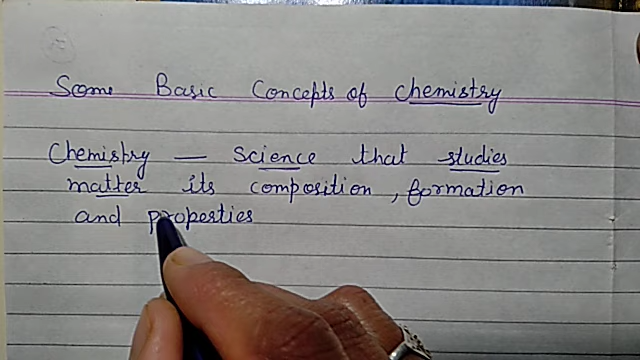 Some Basic Concepts of Chemistry
Chemistry — Science that studies
matter its composition, formation
and properties